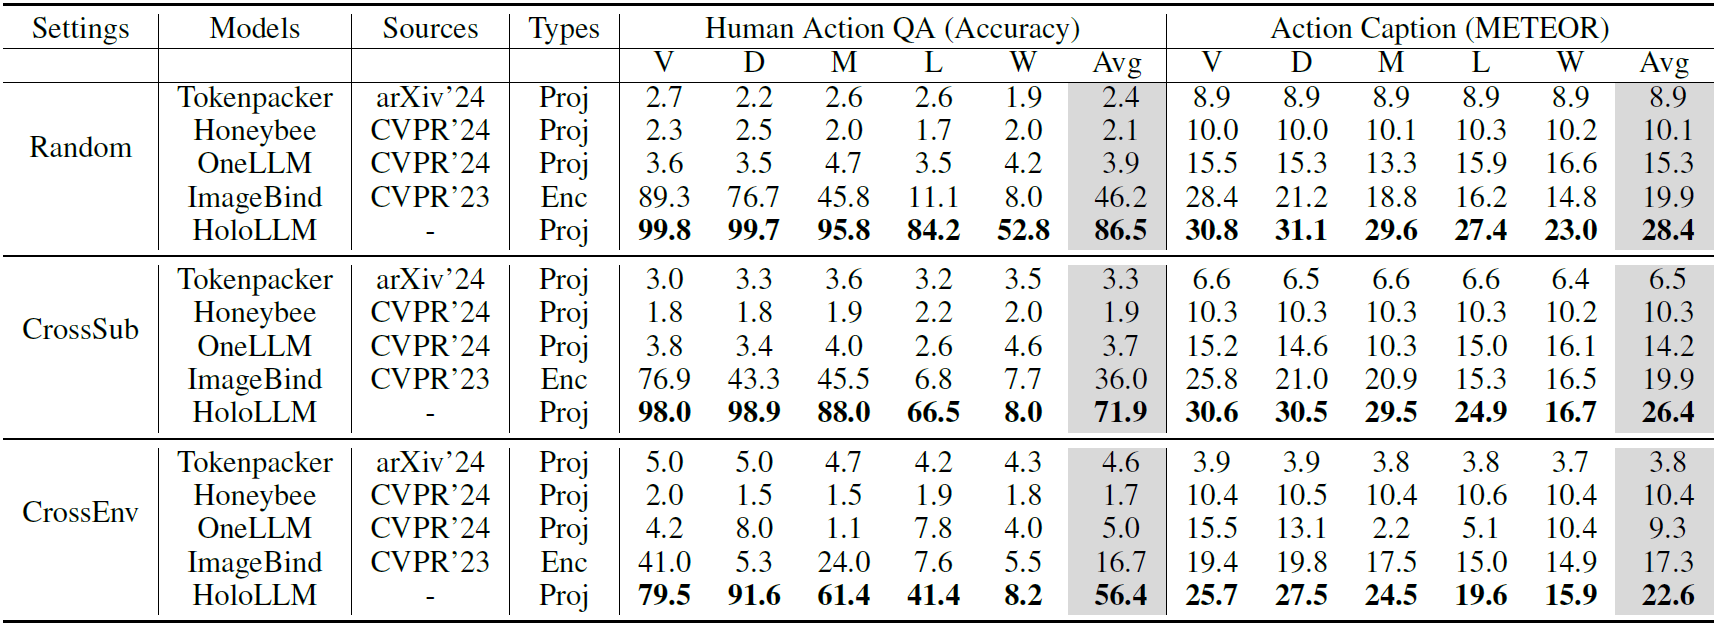 Settings Models Sources Types Human Action QA (Accuracy) Action Caption (METEOR)
V D M L W Avg V D M L W Avg
Random
Tokenpacker arXiv'24 Proj 2.7 2.2 2.6 2.6 1.9 2.4 8.9 8.9 8.9 8.9 8.9 8.9
Honeybee CVPR'24 Proj 2.3 2.5 2.0 1.7 2.0 2.1 10.0 10.0 10.1 10.3 10.2 10.1
OneLLM CVPR'24 Proj 3.6 3.5 4.7 3.5 4.2 3.9 15.5 15.3 13.3 15.9 16.6 15.3
ImageBind CVPR'23 Enc 89.3 76.7 45.8 11.1 8.0 46.2 28.4 21.2 18.8 16.2 14.8 19.9
HoloLLM - Proj 99.8 99.7 95.8 84.2 52.8 86.5 30.8 31.1 29.6 27.4 23.0 28.4
CrossSub
Tokenpacker arXiv'24 Proj 3.0 3.3 3.6 3.2 3.5 3.3 6.6 6.5 6.6 6.6 6.4 6.5
Honeybee CVPR'24 Proj 1.8 1.8 1.9 2.2 2.0 1.9 10.3 10.3 10.3 10.3 10.2 10.3
OneLLM CVPR'24 Proj 3.8 3.4 4.0 2.6 4.6 3.7 15.2 14.6 10.3 15.0 16.1 14.2
ImageBind CVPR'23 Enc 76.9 43.3 45.5 6.8 7.7 36.0 25.8 21.0 20.9 15.3 16.5 19.9
HoloLLM - Proj 98.0 98.9 88.0 66.5 8.0 71.9 30.6 30.5 29.5 24.9 16.7 26.4
CrossEnv
Tokenpacker arXiv'24 Proj 5.0 5.0 4.7 4.2 4.3 4.6 3.9 3.9 3.8 3.8 3.7 3.8
Honeybee CVPR'24 Proj 2.0 1.5 1.5 1.9 1.8 1.7 10.4 10.5 10.4 10.6 10.4 10.4
OneLLM CVPR'24 Proj 4.2 8.0 1.1 7.8 4.0 5.0 15.5 13.1 2.2 5.1 10.4 9.3
ImageBind CVPR'23 Enc 41.0 5.3 24.0 7.6 5.5 16.7 19.4 19.8 17.5 15.0 14.9 17.3
HoloLLM - Proj 79.5 91.6 61.4 41.4 8.2 56.4 25.7 27.5 24.5 19.6 15.9 22.6